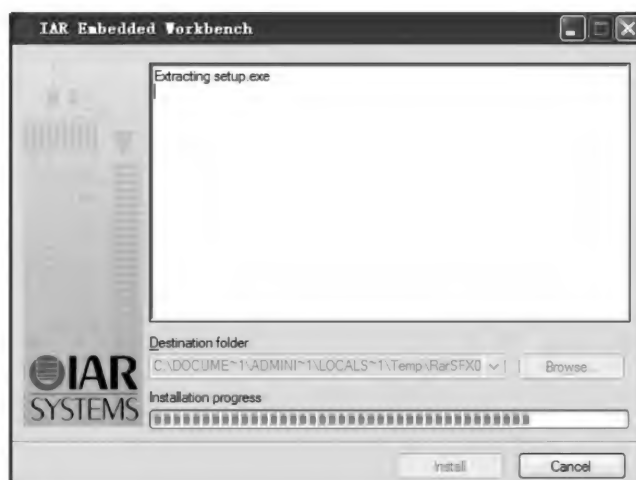 IAR Embedded Workbench
Extracting setup.exe
Destination folder
C:\DOCUME~1\ADMINI~1\LOCALS~1\Temp\RarSFX0
Browse...
IAR
SYSTEMS
Installation progress
Install
Cancel